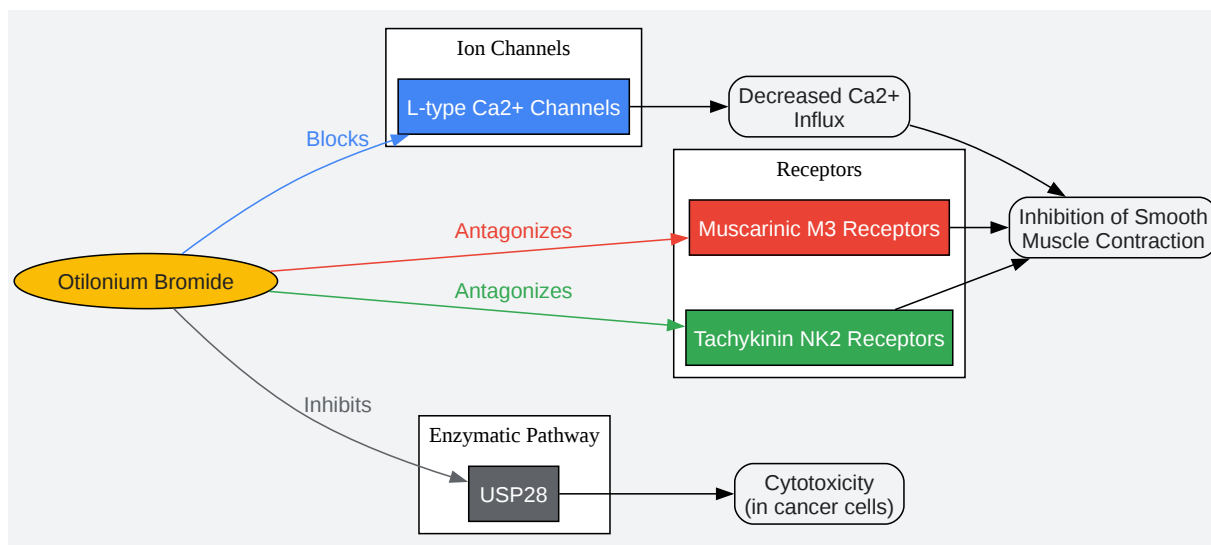 Ion Channels
L-type Ca2+ Channels
Decreased Ca2+
Influx
Blocks
Receptors
Muscarinic M3 Receptors
Inhibition of Smooth
Muscle Contraction
Antagonizes
Otilonium Bromide
Antagonizes
Tachykinin NK2 Receptors
Inhibits
Enzymatic Pathway
USP28
Cytotoxicity
(in cancer cells)